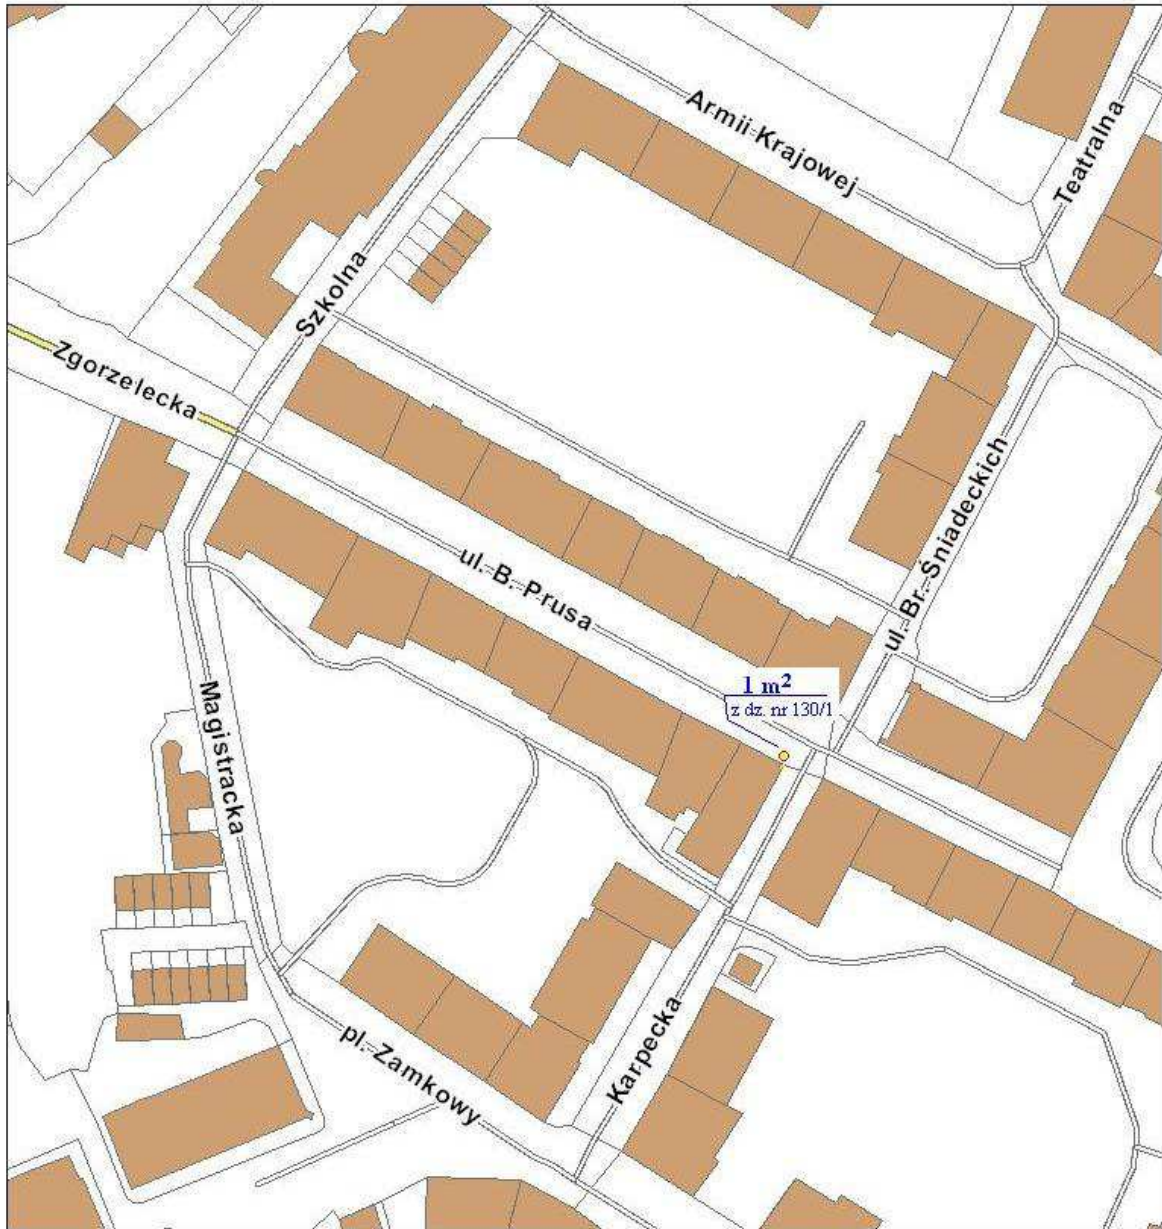 Armii Krajowej
Teatralna
Szkolna
Zgorzelecka
ul. Br. Śniadeckich
ul. B. Prusa
1 m²
z dz. nr 130/1
Magistracka
Karpecka
pl. Zamkowy